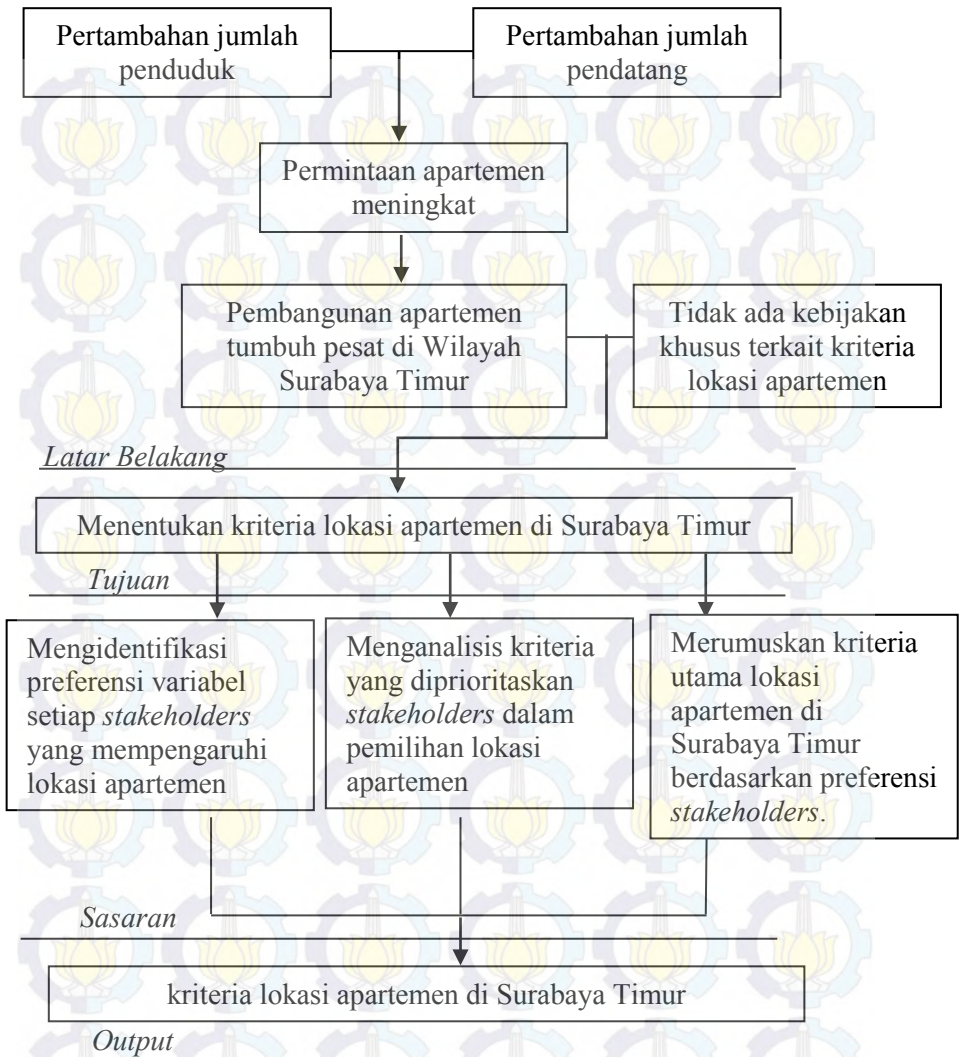 Pertambahan jumlah
penduduk
Pertambahan jumlah
pendatang
Permintaan apartemen
meningkat
Pembangunan apartemen
tumbuh pesat di Wilayah
Surabaya Timur
Tidak ada kebijakan
khusus terkait kriteria
lokasi apartemen
Latar Belakang
Menentukan kriteria lokasi apartemen di Surabaya Timur
Tujuan
Mengidentifikasi
preferensi variabel
setiap stakeholders
yang mempengaruhi
lokasi apartemen
Menganalisis kriteria
yang diprioritaskan
stakeholders dalam
pemilihan lokasi
apartemen
Merumuskan kriteria
utama lokasi
apartemen di
Surabaya Timur
berdasarkan preferensi
stakeholders.
Sasaran
kriteria lokasi apartemen di Surabaya Timur
Output